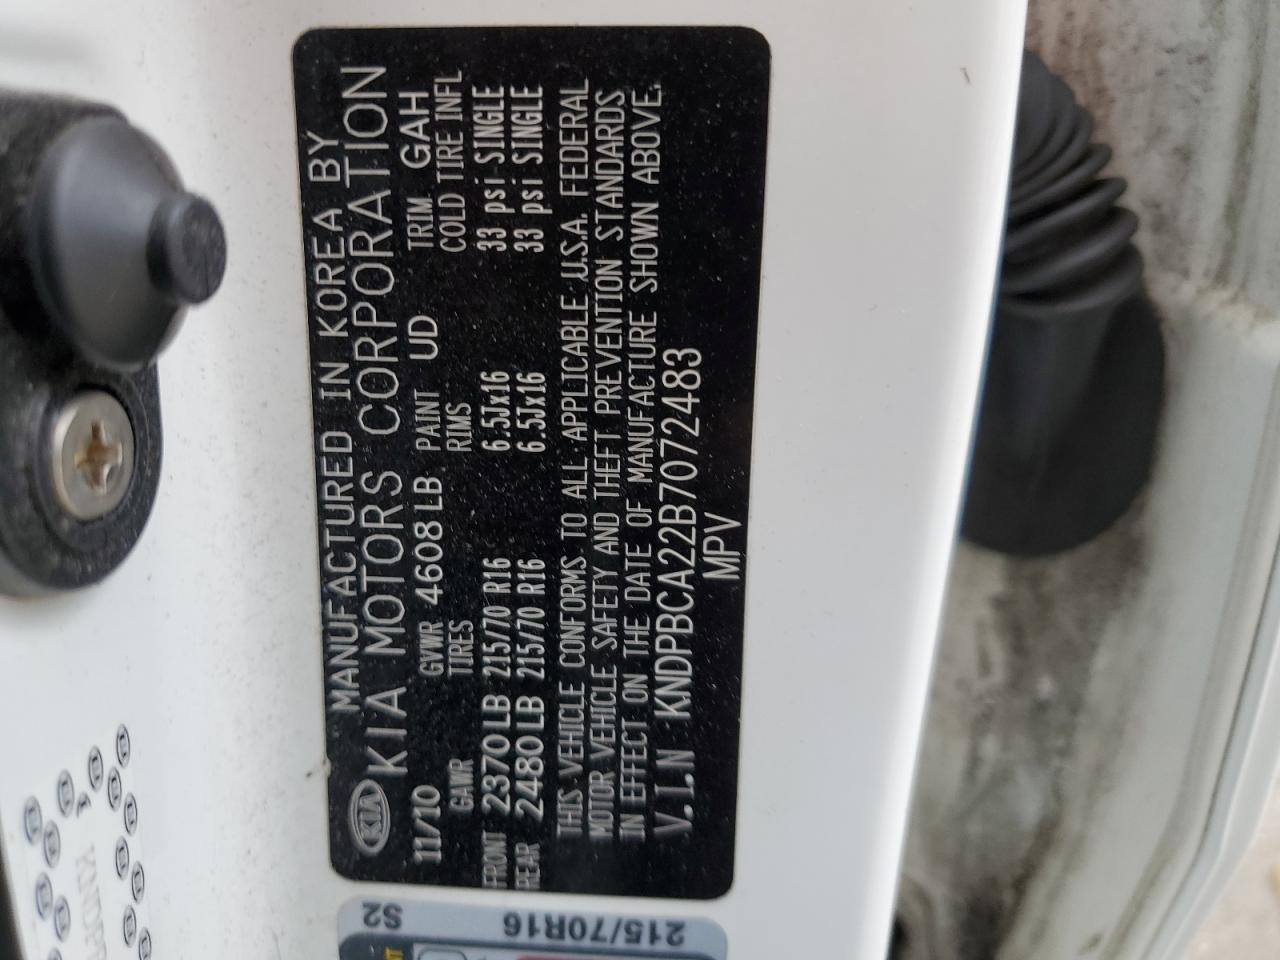 MANUFACTURED IN KOREA BY
KIA KIA MOTORS CORPORATION
11/10 GVWR 4608 LB PAINT UD TRIM GAH
GAWR TIRES RIMS COLD TIRE INFL
FRONT 2370 LB 215/70 R16 6.5Jx16 33 psi SINGLE
REAR 2480 LB 215/70 R16 6.5Jx16 33 psi SINGLE
THIS VEHICLE CONFORMS TO ALL APPLICABLE U.S.A. FEDERAL
MOTOR VEHICLE SAFETY AND THEFT PREVENTION STANDARDS
IN EFFECT ON THE DATE OF MANUFACTURE SHOWN ABOVE.
V.I.N KNDPBCA22B7072483
MPV
215/70R16
S2